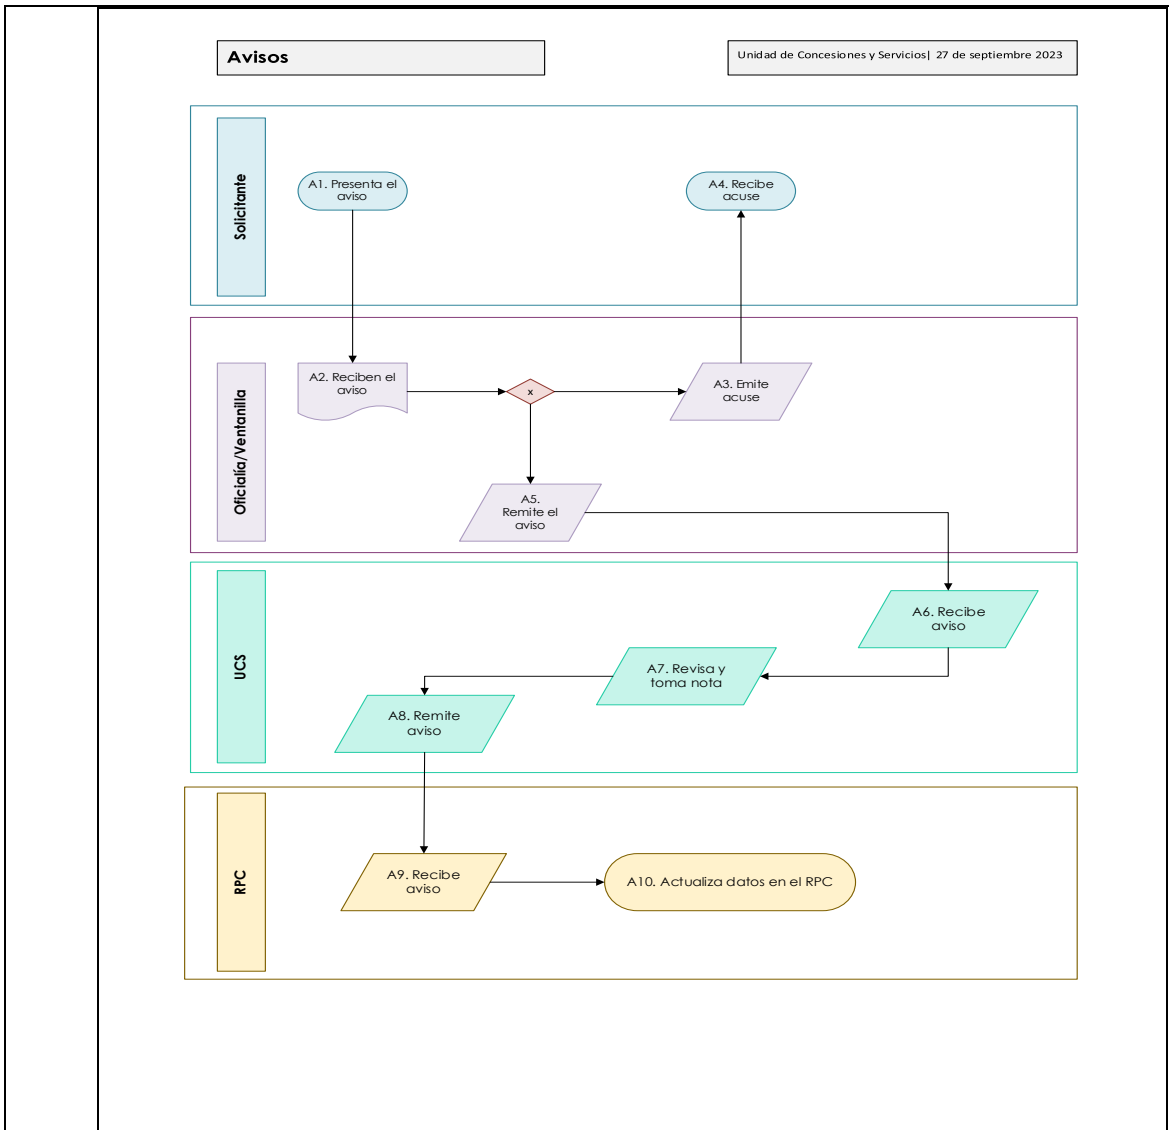 Avisos
Unidad de Concesiones y Servicios| 27 de septiembre 2023
Solicitante
A1. Presenta el
aviso
A4. Recibe
acuse
Oficialía/Ventanilla
A2. Reciben el
aviso
x
A3. Emite
acuse
A5.
Remite el
aviso
UCS
A6. Recibe
aviso
A7. Revisa y
toma nota
A8. Remite
aviso
RPC
A9. Recibe
aviso
A10. Actualiza datos en el RPC